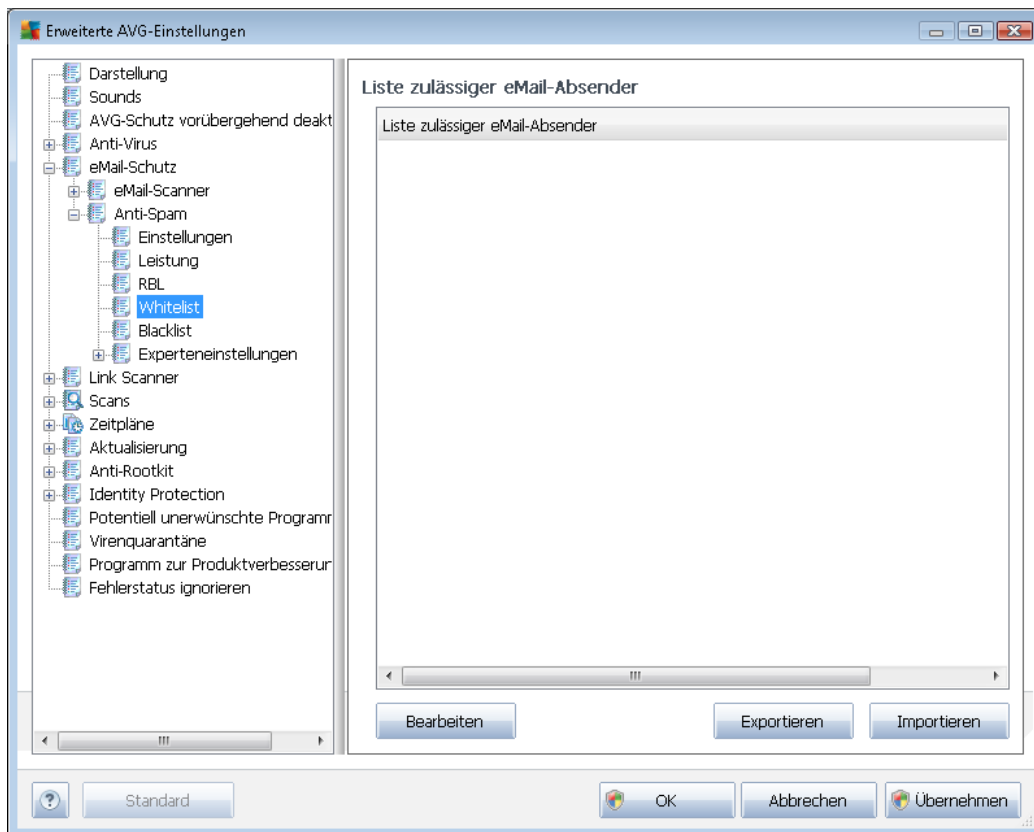 Erweiterte AVG-Einstellungen
Darstellung
Sounds
AVG-Schutz vorübergehend deakt
Anti-Virus
eMail-Schutz
eMail-Scanner
Anti-Spam
Einstellungen
Leistung
RBL
Whitelist
Blacklist
Experteneinstellungen
Link Scanner
Scans
Zeitpläne
Aktualisierung
Anti-Rootkit
Identity Protection
Potentiell unerwünschte Programr
Virenquarantäne
Programm zur Produktverbesserur
Fehlerstatus ignorieren
Liste zulässiger eMail-Absender
Liste zulässiger eMail-Absender
Bearbeiten
Exportieren
Importieren
?
Standard
OK
Abbrechen
Übernehmen